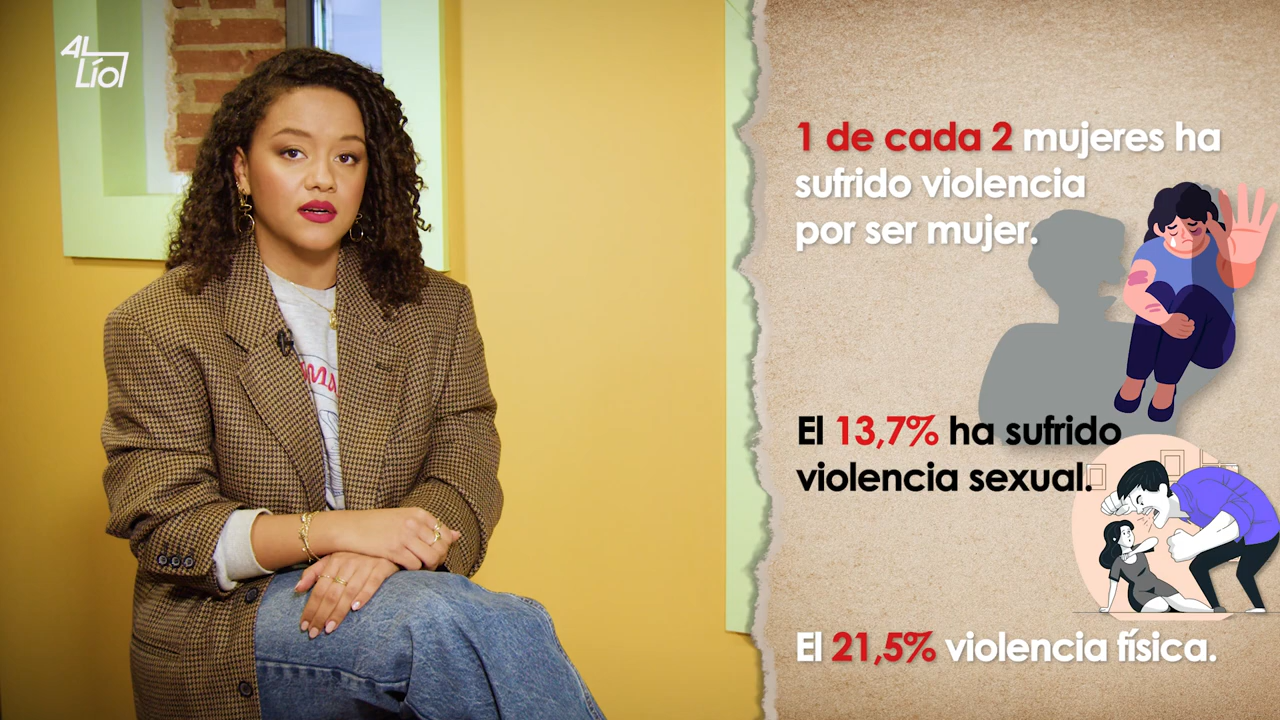 AL
LÍO
1 de cada 2 mujeres ha
sufrido violencia
por ser mujer.
El 13,7% ha sufrido
violencia sexual.
El 21,5% violencia física.